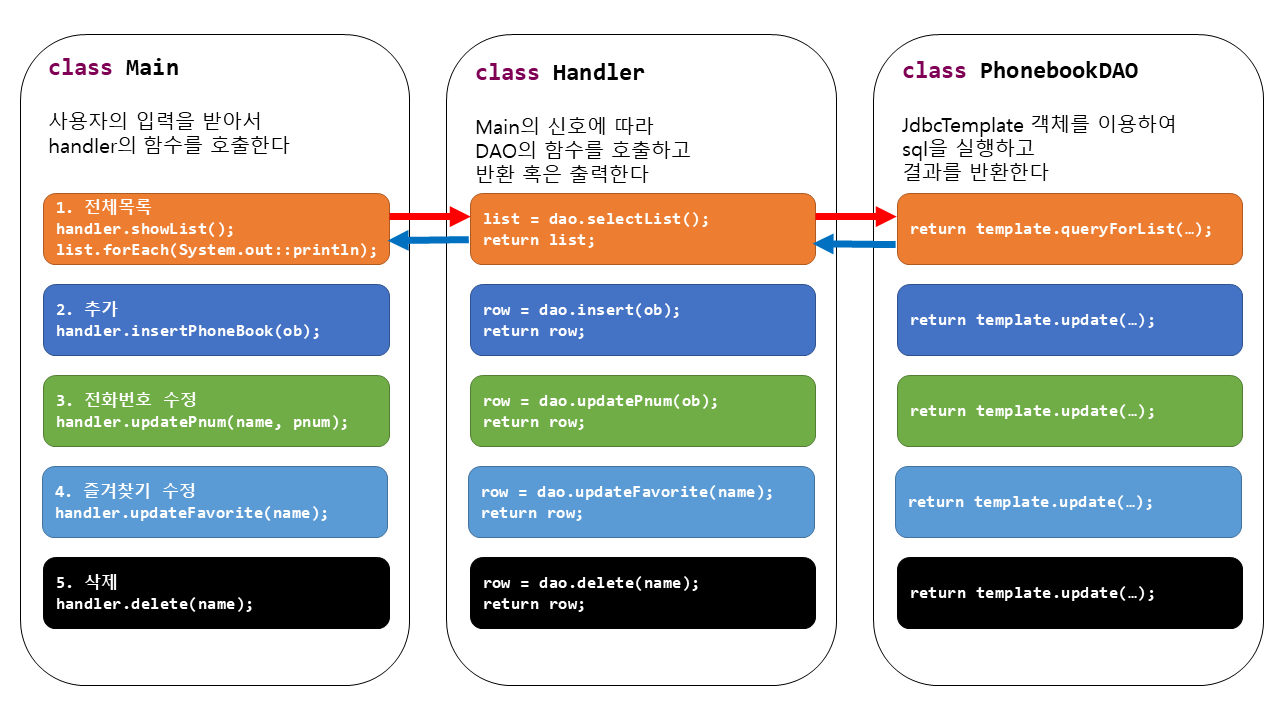 class Main
사용자의 입력을 받아서
handler의 함수를 호출한다
1. 전체목록
handler.showList();
list.forEach(System.out::println);
2. 추가
handler.insertPhoneBook(ob);
3. 전화번호 수정
handler.updatePnum(name, pnum);
4. 즐겨찾기 수정
handler.updateFavorite(name);
5. 삭제
handler.delete(name);
class Handler
Main의 신호에 따라
DAO의 함수를 호출하고
반환 혹은 출력한다
list = dao.selectList();
return list;
row = dao.insert(ob);
return row;
row = dao.updatePnum(ob);
return row;
row = dao.updateFavorite(name);
return row;
row = dao.delete(name);
return row;
class PhonebookDAO
JdbcTemplate 객체를 이용하여
sql을 실행하고
결과를 반환한다
return template.queryForList(…);
return template.update(…);
return template.update(…);
return template.update(…);
return template.update(…);